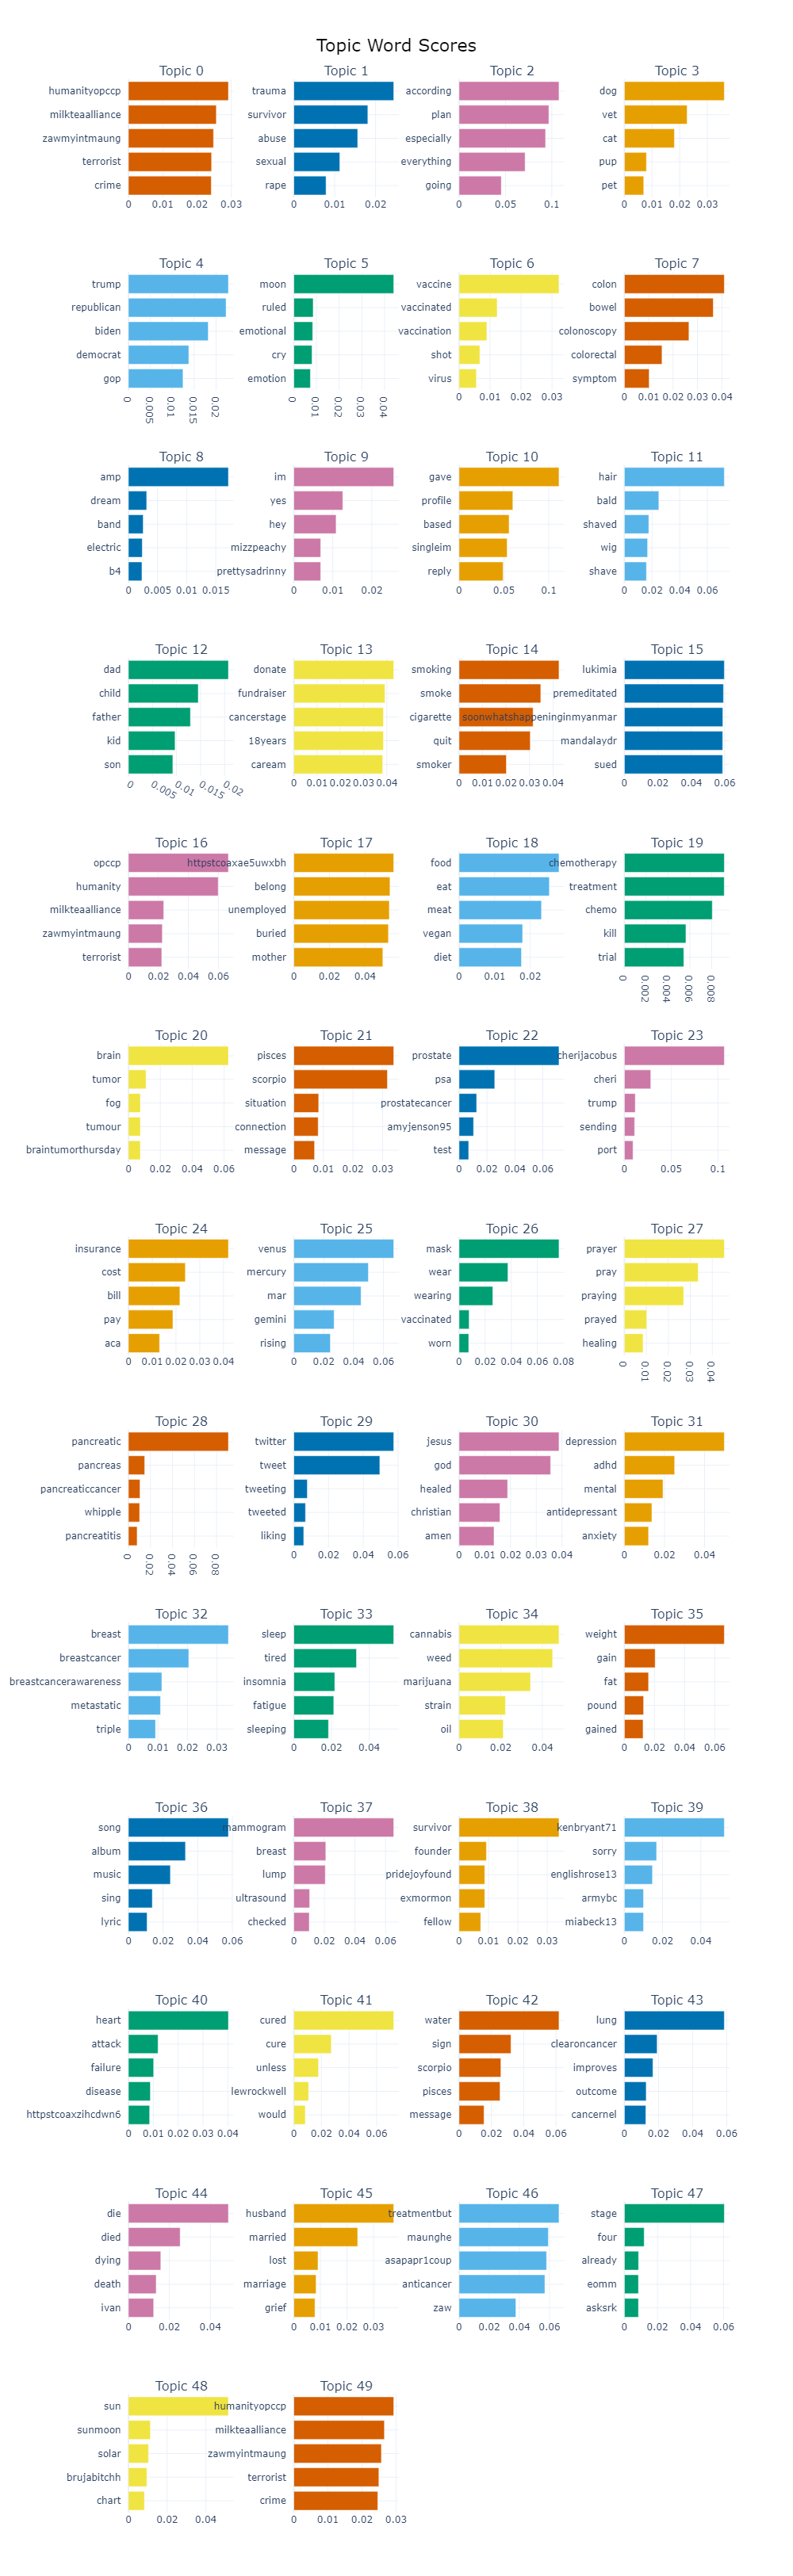 Topic Word Scores
Topic 0
humanityopccp
milkteaalliance
zawmyintmaung
terrorist
crime
0 0.01 0.02 0.03
Topic 1
trauma
survivor
abuse
sexual
rape
0 0.01 0.02
Topic 2
according
plan
especially
everything
going
0 0.05 0.1
Topic 3
dog
vet
cat
pup
pet
0 0.01 0.02 0.03
Topic 4
trump
republican
biden
democrat
gop
0 0.005 0.01 0.015 0.02
Topic 5
moon
ruled
emotional
cry
emotion
0 0.01 0.02 0.03 0.04
Topic 6
vaccine
vaccinated
vaccination
shot
virus
0 0.01 0.02 0.03
Topic 7
colon
bowel
colonoscopy
colorectal
symptom
0 0.01 0.02 0.03 0.04
Topic 8
amp
dream
band
electric
b4
0 0.005 0.01 0.015
Topic 9
im
yes
hey
mizzpeachy
prettysadrinny
0 0.01 0.02
Topic 10
gave
profile
based
singleim
reply
0 0.05 0.1
Topic 11
hair
bald
shaved
wig
shave
0 0.02 0.04 0.06
Topic 12
dad
child
father
kid
son
0 0.005 0.01 0.015 0.02
Topic 13
donate
fundraiser
cancerstage
18years
caream
0 0.01 0.02 0.03 0.04
Topic 14
smoking
smoke
cigarette
quit
smoker
0 0.01 0.02 0.03 0.04
Topic 15
lukimia
premeditated
soonwhatshappeninginmyanmar
mandalaydr
sued
0 0.02 0.04 0.06
Topic 16
opccp
humanity
milkteaalliance
zawmyintmaung
terrorist
0 0.02 0.04 0.06
Topic 17
httpstcoaxae5uwxbh
belong
unemployed
buried
mother
0 0.02 0.04
Topic 18
food
eat
meat
vegan
diet
0 0.01 0.02
Topic 19
chemotherapy
treatment
chemo
kill
trial
0 0.002 0.004 0.006 0.008
Topic 20
brain
tumor
fog
tumour
braintumorthursday
0 0.02 0.04 0.06
Topic 21
pisces
scorpio
situation
connection
message
0 0.01 0.02 0.03
Topic 22
prostate
psa
prostatecancer
amyjenson95
test
0 0.02 0.04 0.06
Topic 23
cherijacobus
cheri
trump
sending
port
0 0.05 0.1
Topic 24
insurance
cost
bill
pay
aca
0 0.01 0.02 0.03 0.04
Topic 25
venus
mercury
mar
gemini
rising
0 0.02 0.04 0.06
Topic 26
mask
wear
wearing
vaccinated
worn
0 0.02 0.04 0.06 0.08
Topic 27
prayer
pray
praying
prayed
healing
0 0.01 0.02 0.03 0.04
Topic 28
pancreatic
pancreas
pancreaticcancer
whipple
pancreatitis
0 0.02 0.04 0.06 0.08
Topic 29
twitter
tweet
tweeting
tweeted
liking
0 0.02 0.04 0.06
Topic 30
jesus
god
healed
christian
amen
0 0.01 0.02 0.03 0.04
Topic 31
depression
adhd
mental
antidepressant
anxiety
0 0.02 0.04
Topic 32
breast
breastcancer
breastcancerawareness
metastatic
triple
0 0.01 0.02 0.03
Topic 33
sleep
tired
insomnia
fatigue
sleeping
0 0.02 0.04
Topic 34
cannabis
weed
marijuana
strain
oil
0 0.02 0.04
Topic 35
weight
gain
fat
pound
gained
0 0.02 0.04 0.06
Topic 36
song
album
music
sing
lyric
0 0.02 0.04 0.06
Topic 37
mammogram
breast
lump
ultrasound
checked
0 0.02 0.04 0.06
Topic 38
survivor
founder
pridejoyfound
exmormon
fellow
0 0.01 0.02 0.03
Topic 39
kenbryant71
sorry
englishrose13
armybc
miabeck13
0 0.02 0.04
Topic 40
heart
attack
failure
disease
httpstcoaxzihcdwn6
0 0.01 0.02 0.03 0.04
Topic 41
cured
cure
unless
lewrockwell
would
0 0.02 0.04 0.06
Topic 42
water
sign
scorpio
pisces
message
0 0.02 0.04 0.06
Topic 43
lung
clearoncancer
improves
outcome
cancernel
0 0.02 0.04 0.06
Topic 44
die
died
dying
death
ivan
0 0.02 0.04
Topic 45
husband
married
lost
marriage
grief
0 0.01 0.02 0.03
Topic 46
treatmentbut
maunghe
asapapr1coup
anticancer
zaw
0 0.02 0.04 0.06
Topic 47
stage
four
already
eomm
asksrk
0 0.02 0.04 0.06
Topic 48
sun
sunmoon
solar
brujabitchh
chart
0 0.02 0.04
Topic 49
humanityopccp
milkteaalliance
zawmyintmaung
terrorist
crime
0 0.01 0.02 0.03